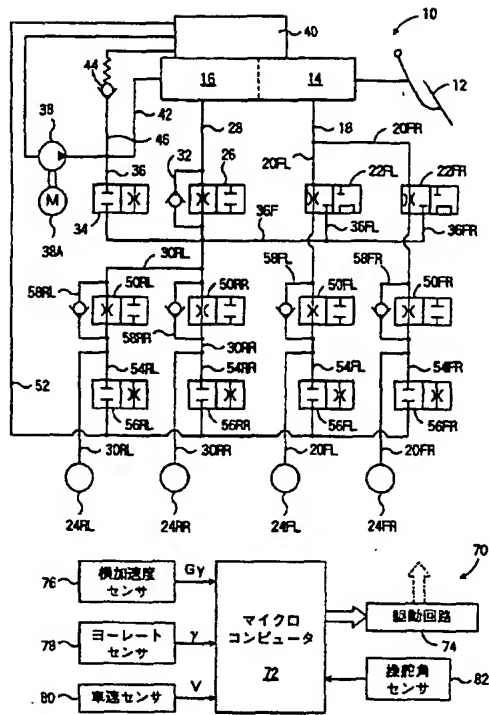 40
10
44
16
14
12
38
42
28
18
46
20FR
32
26
20FL
36
22FL
22FR
M
34
36F
36FL
36FR
38A
30RL
58FL
58FR
58RL
50RL
50RR
50FL
50FR
58RR
30RR
54RL
54RR
54FL
54FR
52
56RL
56RR
56FL
56FR
30RL
30RR
20FL
20FR
24RL
24RR
24FL
24FR
70
76
横加速度
センサ
Gy
マイクロ
コンピュータ
72
駆動回路
74
78
ヨーレート
センサ
γ
80
車速センサ
V
操舵角
センサ
82